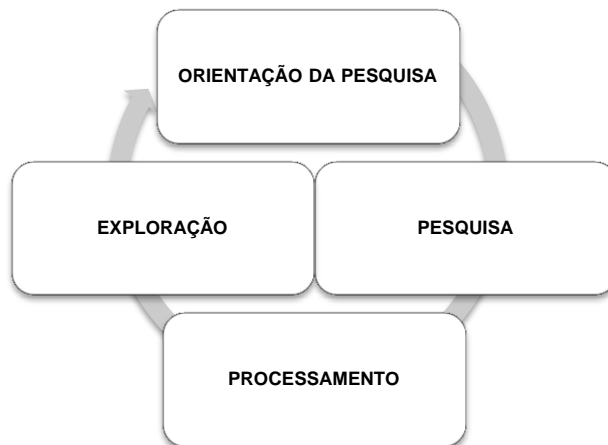 ORIENTAÇÃO DA PESQUISA
EXPLORAÇÃO
PESQUISA
PROCESSAMENTO